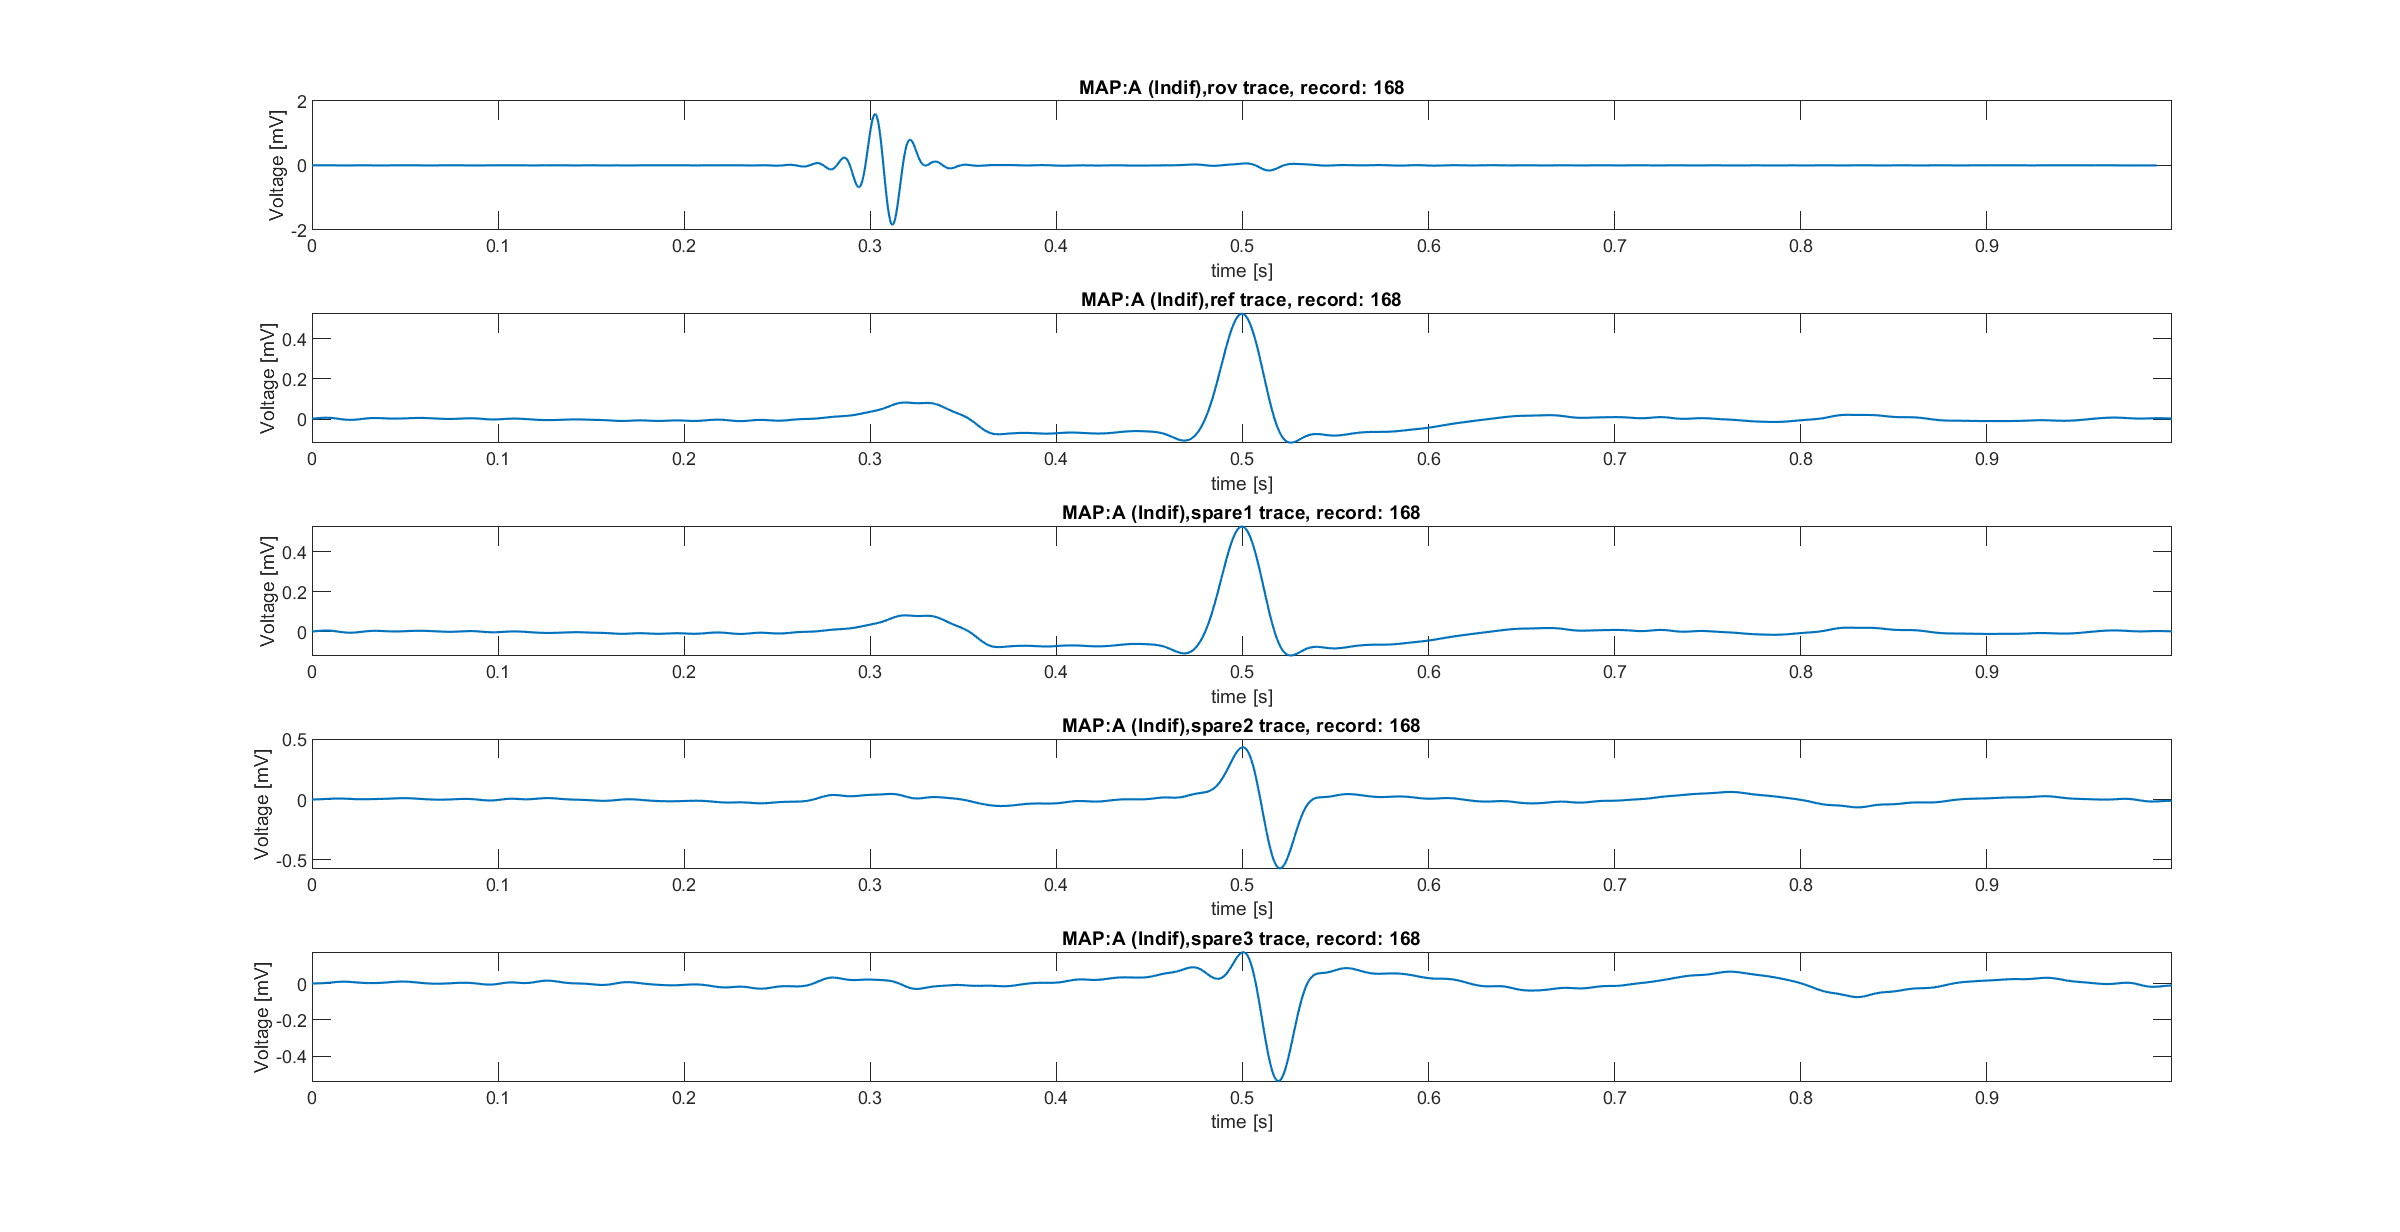 MAP:A (Indif),rov trace, record: 168
Voltage [mV]
2
0
-2
0 0.1 0.2 0.3 0.4 0.5 0.6 0.7 0.8 0.9
time [s]
MAP:A (Indif),ref trace, record: 168
Voltage [mV]
0.4
0.2
0
0 0.1 0.2 0.3 0.4 0.5 0.6 0.7 0.8 0.9
time [s]
MAP:A (Indif),spare1 trace, record: 168
Voltage [mV]
0.4
0.2
0
0 0.1 0.2 0.3 0.4 0.5 0.6 0.7 0.8 0.9
time [s]
MAP:A (Indif),spare2 trace, record: 168
Voltage [mV]
0.5
0
-0.5
0 0.1 0.2 0.3 0.4 0.5 0.6 0.7 0.8 0.9
time [s]
MAP:A (Indif),spare3 trace, record: 168
Voltage [mV]
0
-0.2
-0.4
0 0.1 0.2 0.3 0.4 0.5 0.6 0.7 0.8 0.9
time [s]